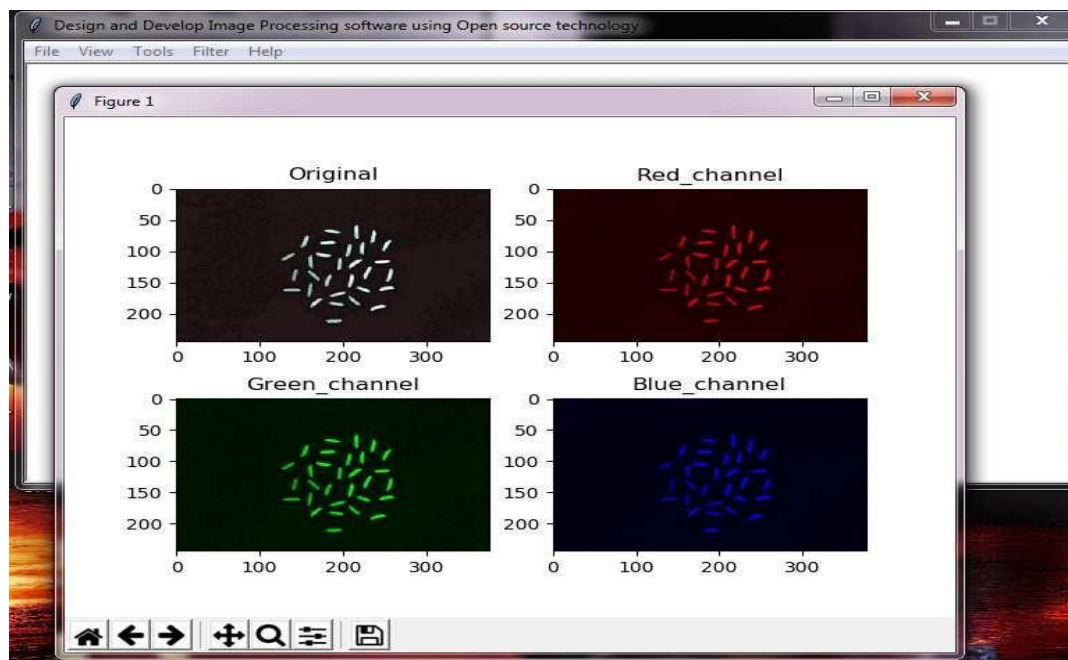 Design and Develop Image Processing software using Open source technology
File View Tools Filter Help
Figure 1
Original
0
50
100
150
200
0 100 200 300
Red_channel
0
50
100
150
200
0 100 200 300
Green_channel
0
50
100
150
200
0 100 200 300
Blue_channel
0
50
100
150
200
0 100 200 300